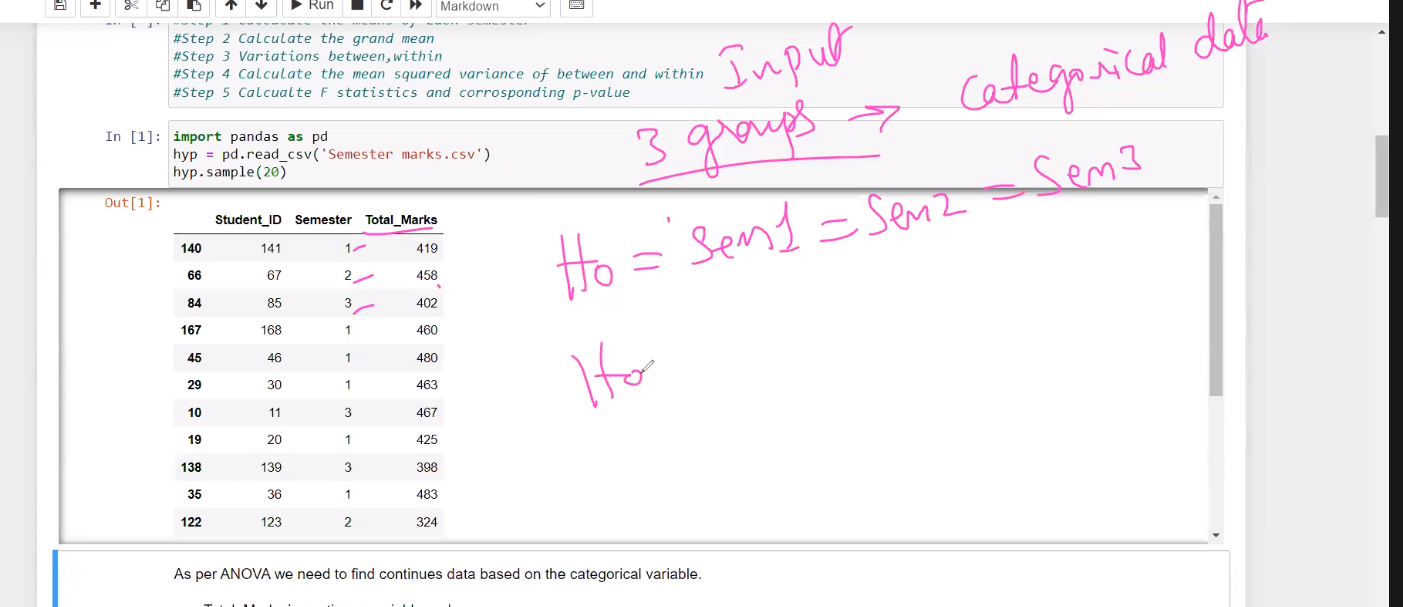 Run
Markdown
In [ ]: #Step 1 Calculate the means of each semester
#Step 2 Calculate the grand mean
#Step 3 Variations between,within
#Step 4 Calculate the mean squared variance of between and within
#Step 5 Calcualte F statistics and corrosponding p-value
Input
categorical data
3 groups →
In [1]: import pandas as pd
hyp = pd.read_csv('Semester marks.csv')
hyp.sample(20)
Out[1]:
Student_ID Semester Total_Marks
140 141 1 419
66 67 2 458
84 85 3 402
167 168 1 460
45 46 1 480
29 30 1 463
10 11 3 467
19 20 1 425
138 139 3 398
35 36 1 483
122 123 2 324
Ho = Sem1 = Sem2 = Sem3
Ho
As per ANOVA we need to find continues data based on the categorical variable.